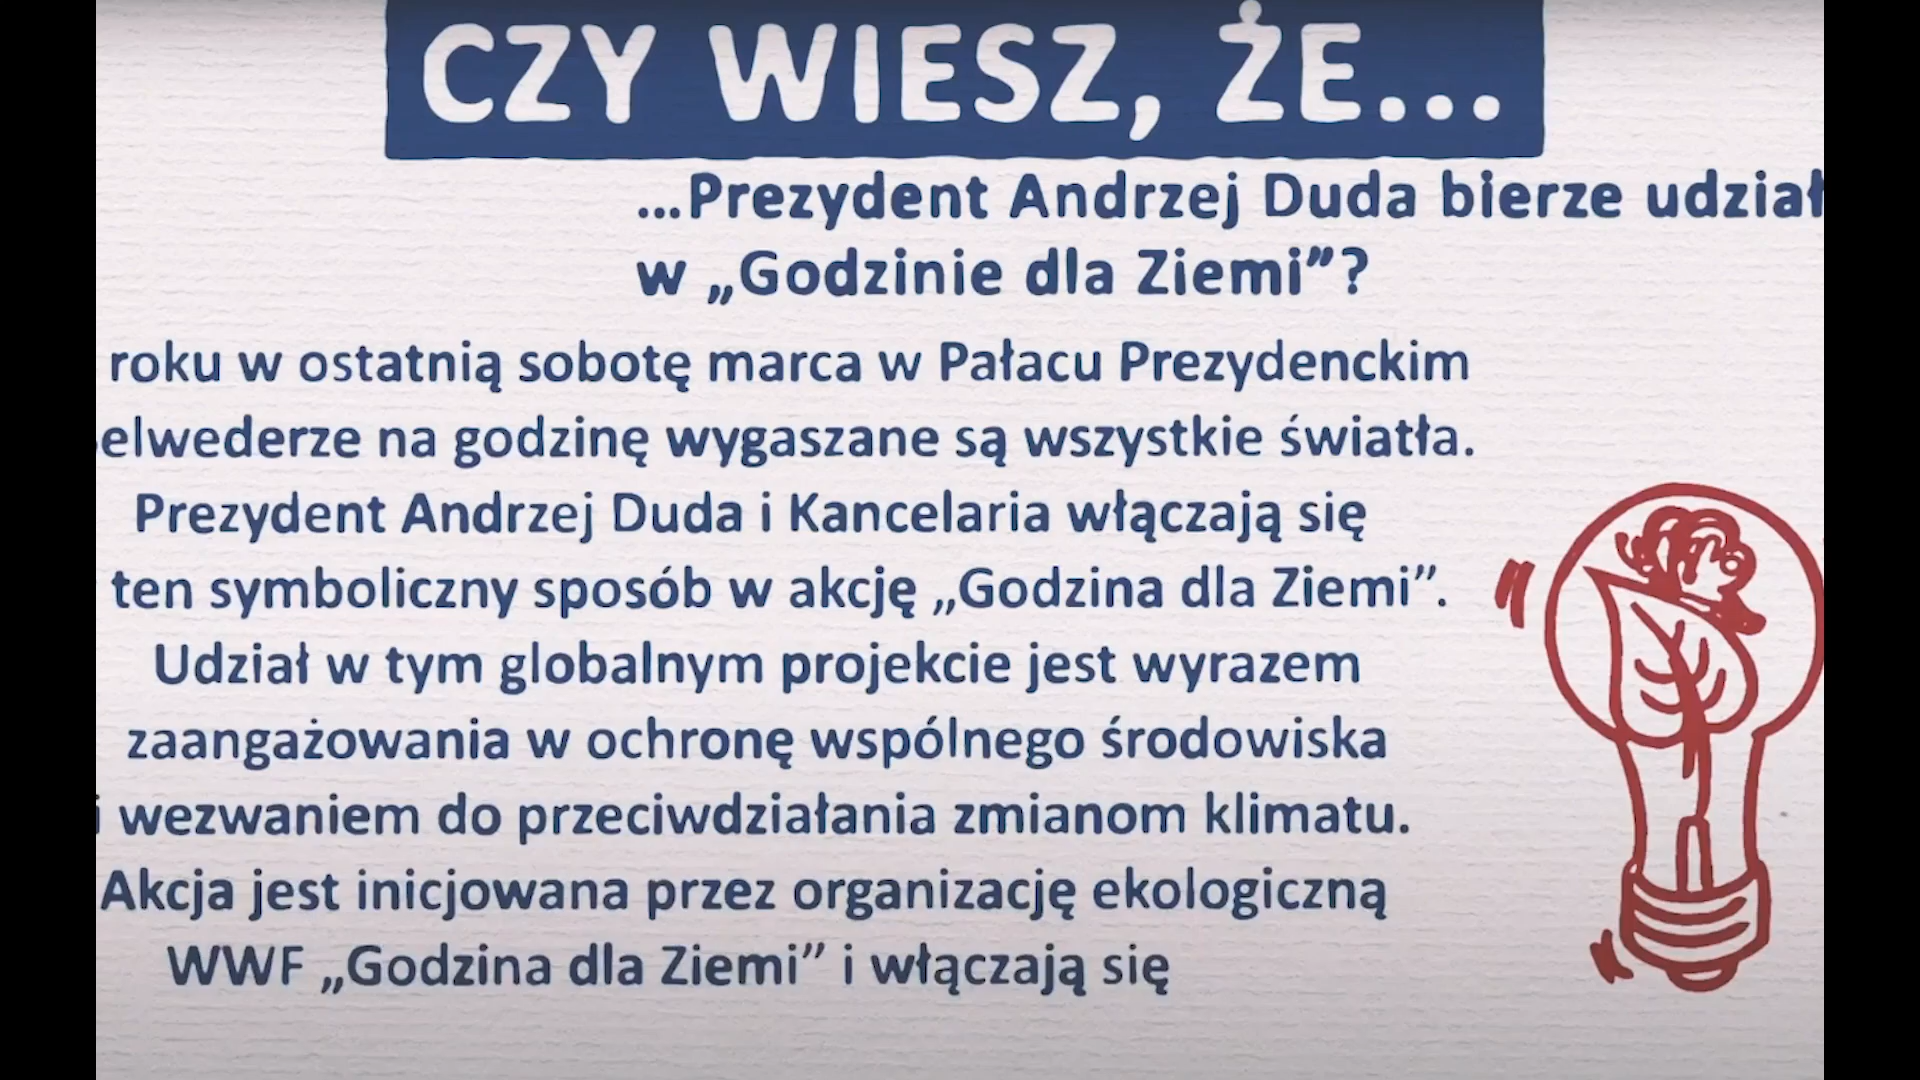 CZY WIESZ, ŻE...
...Prezydent Andrzej Duda bierze udział
w „Godzinie dla Ziemi”?
roku w ostatnią sobotę marca w Pałacu Prezydenckim
elwederze na godzinę wygaszane są wszystkie światła.
Prezydent Andrzej Duda i Kancelaria włączają się
ten symboliczny sposób w akcję „Godzina dla Ziemi”.
Udział w tym globalnym projekcie jest wyrazem
zaangażowania w ochronę wspólnego środowiska
i wezwaniem do przeciwdziałania zmianom klimatu.
Akcja jest inicjowana przez organizację ekologiczną
WWF „Godzina dla Ziemi” i włączają się